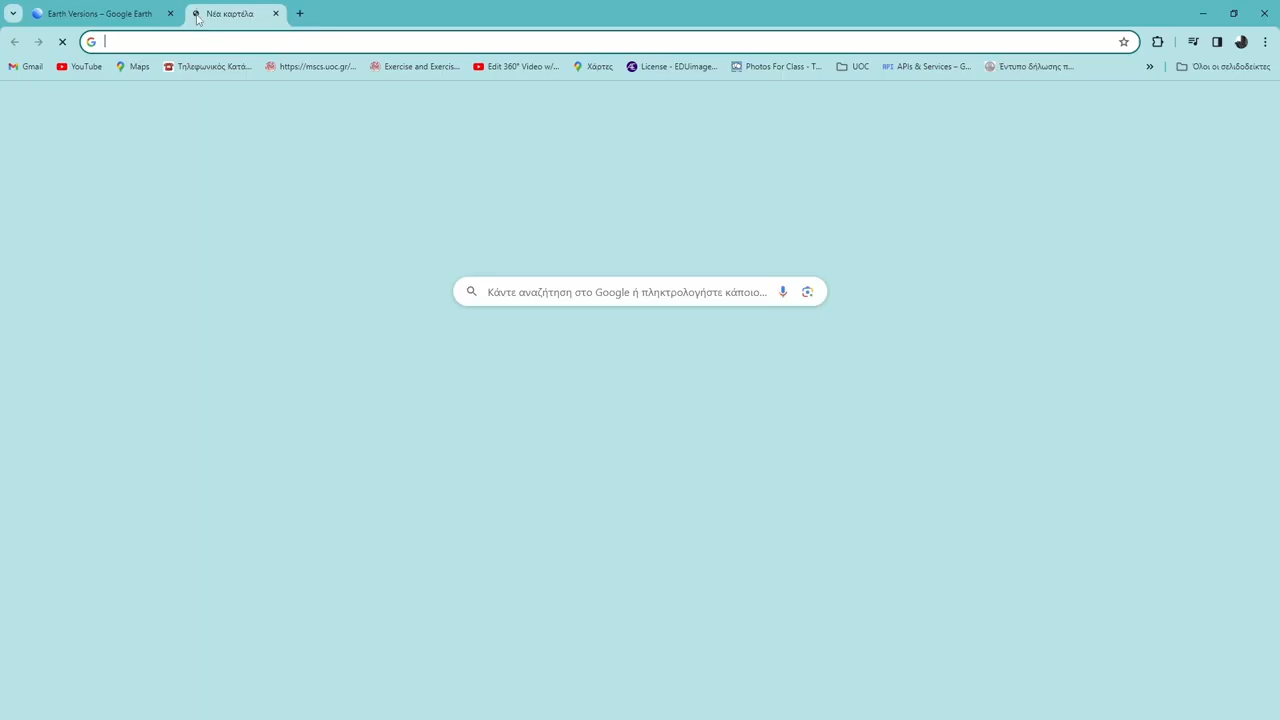 Earth Versions – Google Earth
Νέα καρτέλα
Gmail
YouTube
Maps
Τηλεφωνικός Κατά...
https://mscs.uoc.gr/...
Exercise and Exercis...
Edit 360° Video w/...
Χάρτες
License - EDUimage...
Photos For Class - T...
UOC
API APIs & Services – G...
Έντυπο δήλωσης π...
»
Όλοι οι σελιδοδείκτες
Κάντε αναζήτηση στο Google ή πληκτρολογήστε κάποιο...